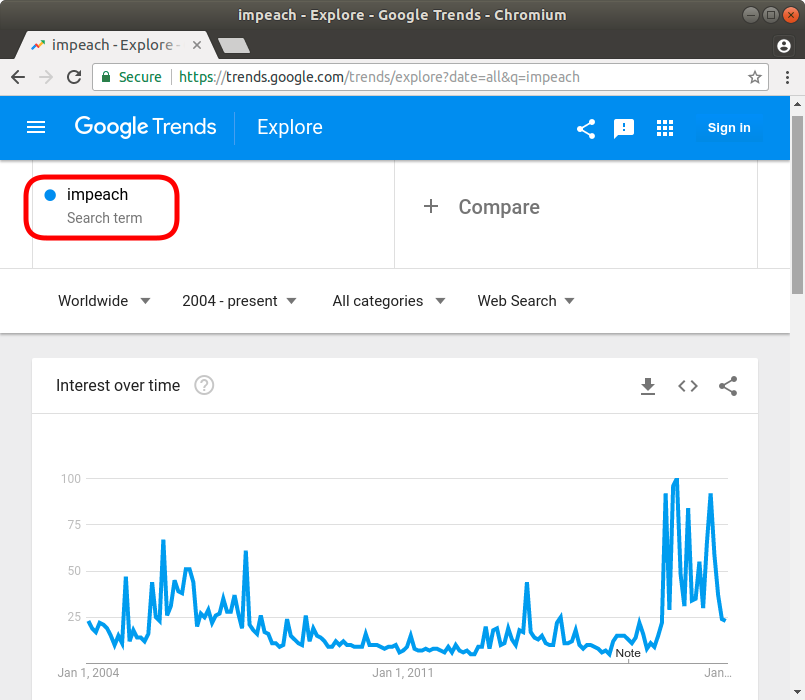 impeach - Explore - Google Trends - Chromium
impeach - Explore -
Secure https://trends.google.com/trends/explore?date=all&q=impeach
Google Trends Explore Sign in
impeach
Search term
+ Compare
Worldwide 2004 - present All categories Web Search
Interest over time ?
100
75
50
25
Note
Jan 1, 2004 Jan 1, 2011 Jan...